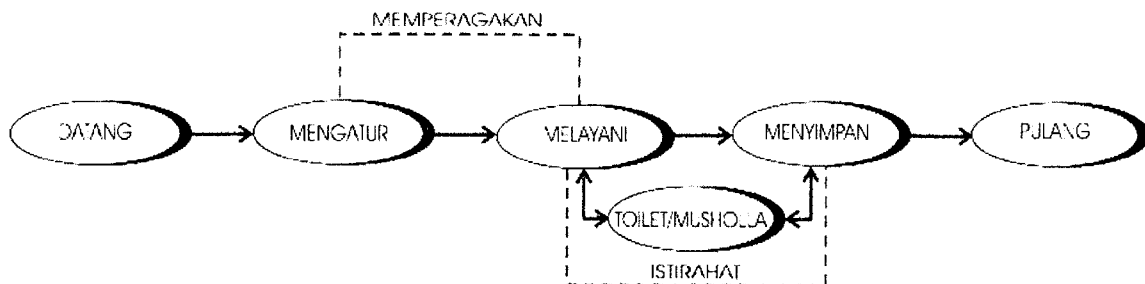 MEMPERAGAKAN
DATANG
MENGATUR
MELAYANI
MENYIMPAN
PULANG
TOILET/MUSHOLLA
ISTIRAHAT